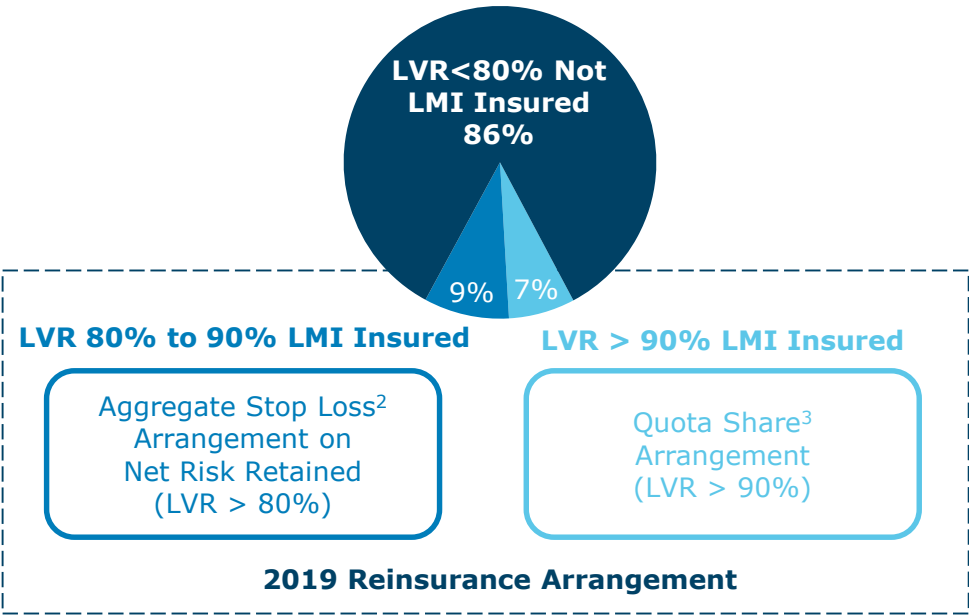 LVR<80% Not
LMI Insured
86%
9%
7%
LVR 80% to 90% LMI Insured
LVR > 90% LMI Insured
Aggregate Stop Loss²
Arrangement on
Net Risk Retained
(LVR > 80%)
Quota Share³
Arrangement
(LVR > 90%)
2019 Reinsurance Arrangement